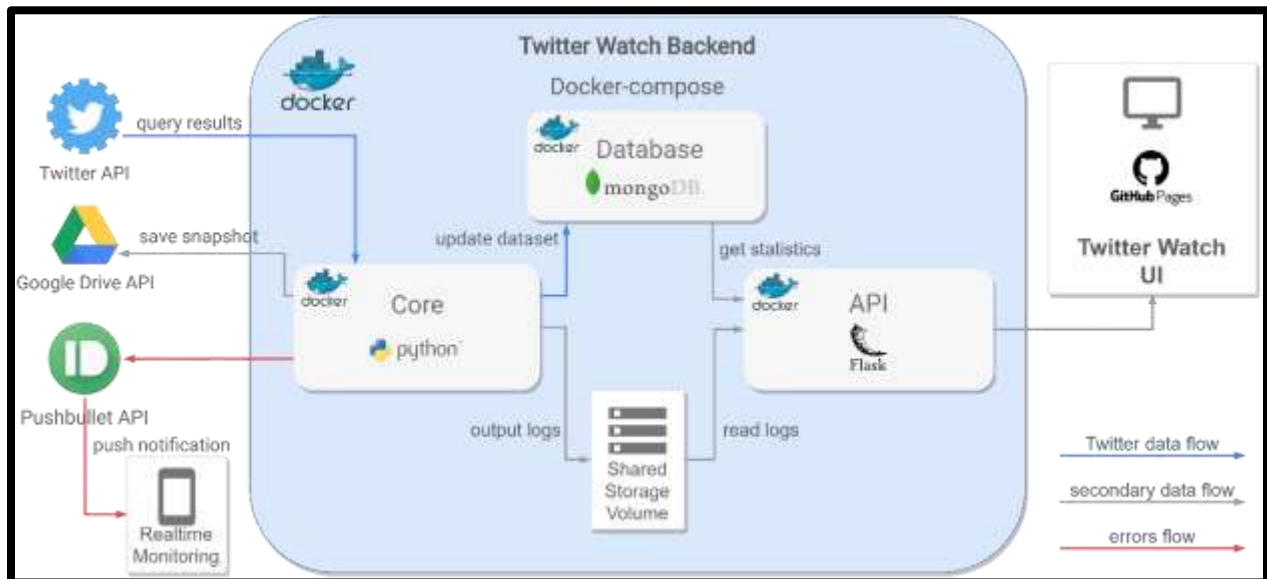 Twitter Watch Backend
Docker-compose
docker
query results
Twitter API
docker
Database
mongoDB
GitHub Pages
Twitter Watch
UI
save snapshot
Google Drive API
update dataset
get statistics
docker
Core
python
docker
API
Flask
Pushbullet API
push notification
Realtime
Monitoring
output logs
Shared
Storage
Volume
read logs
Twitter data flow
secondary data flow
errors flow